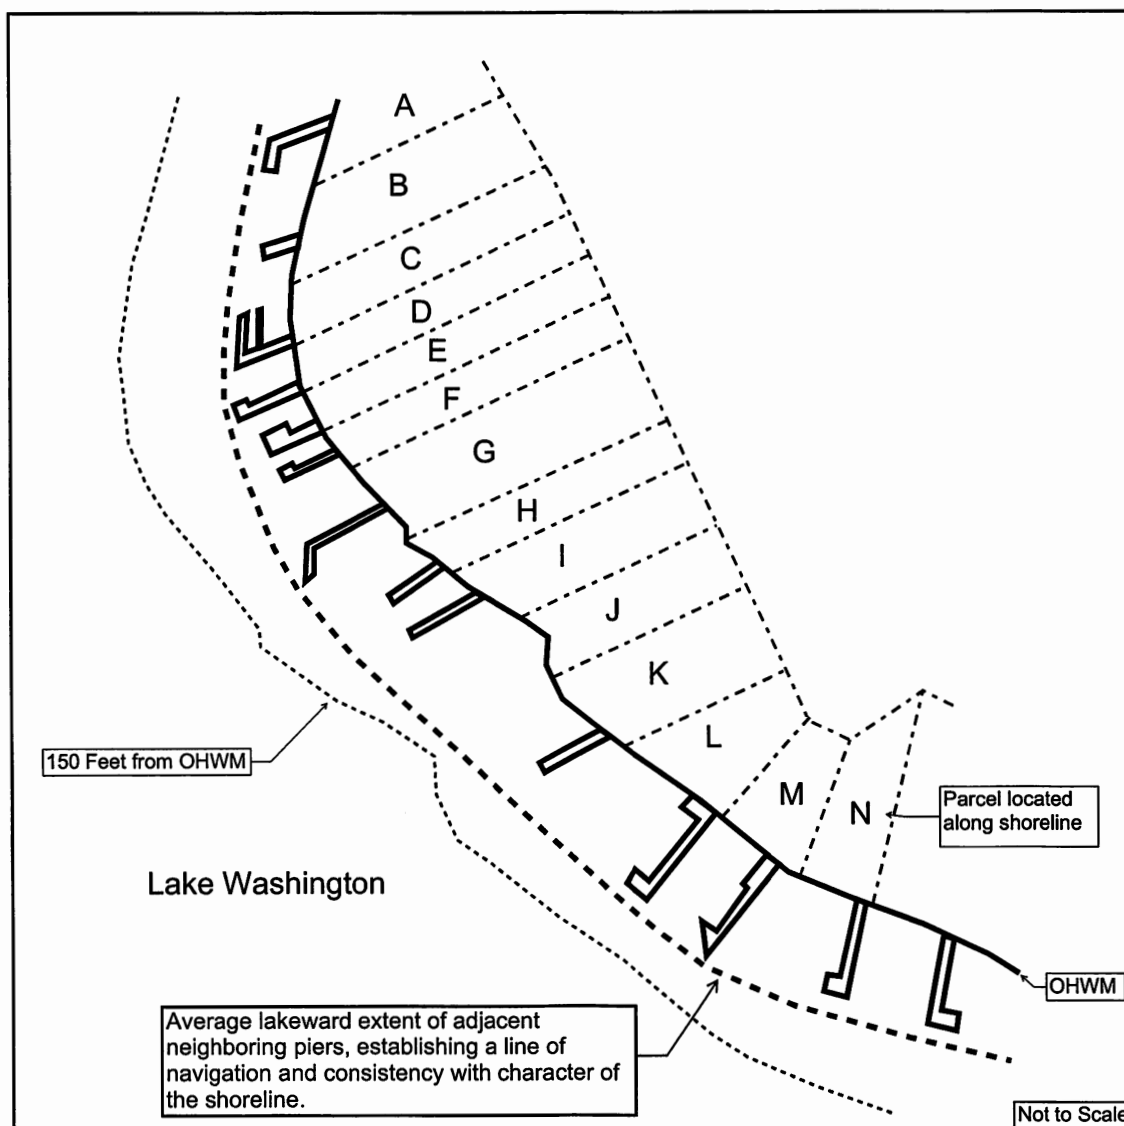 A
B
C
D
E
F
G
H
I
J
K
L
M
N
150 Feet from OHWM
Parcel located
along shoreline
Lake Washington
OHWM
Average lakeward extent of adjacent
neighboring piers, establishing a line of
navigation and consistency with character of
the shoreline.
Not to Scale